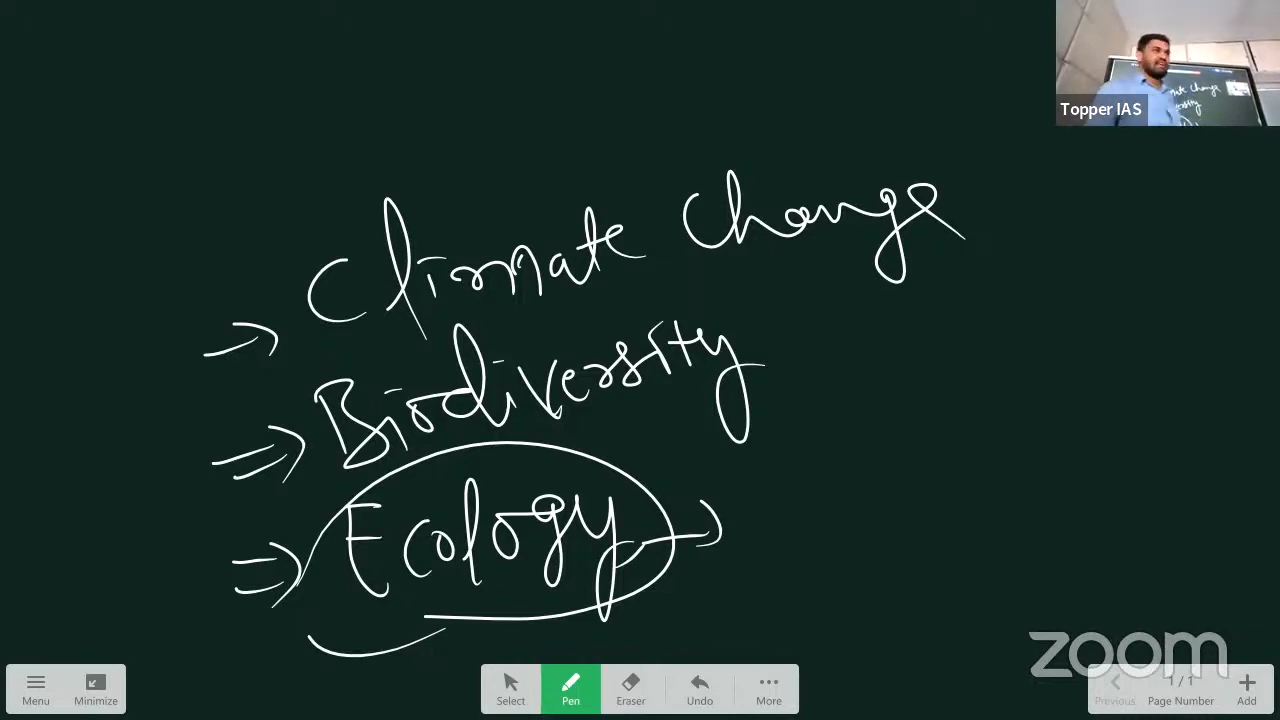 Topper IAS
→ Climate Change
⇒ Biodiversity
⇒ Ecology →
zoom
Menu
Minimize
Select
Pen
Eraser
Undo
More
Previous
1/1
Page Number
Add